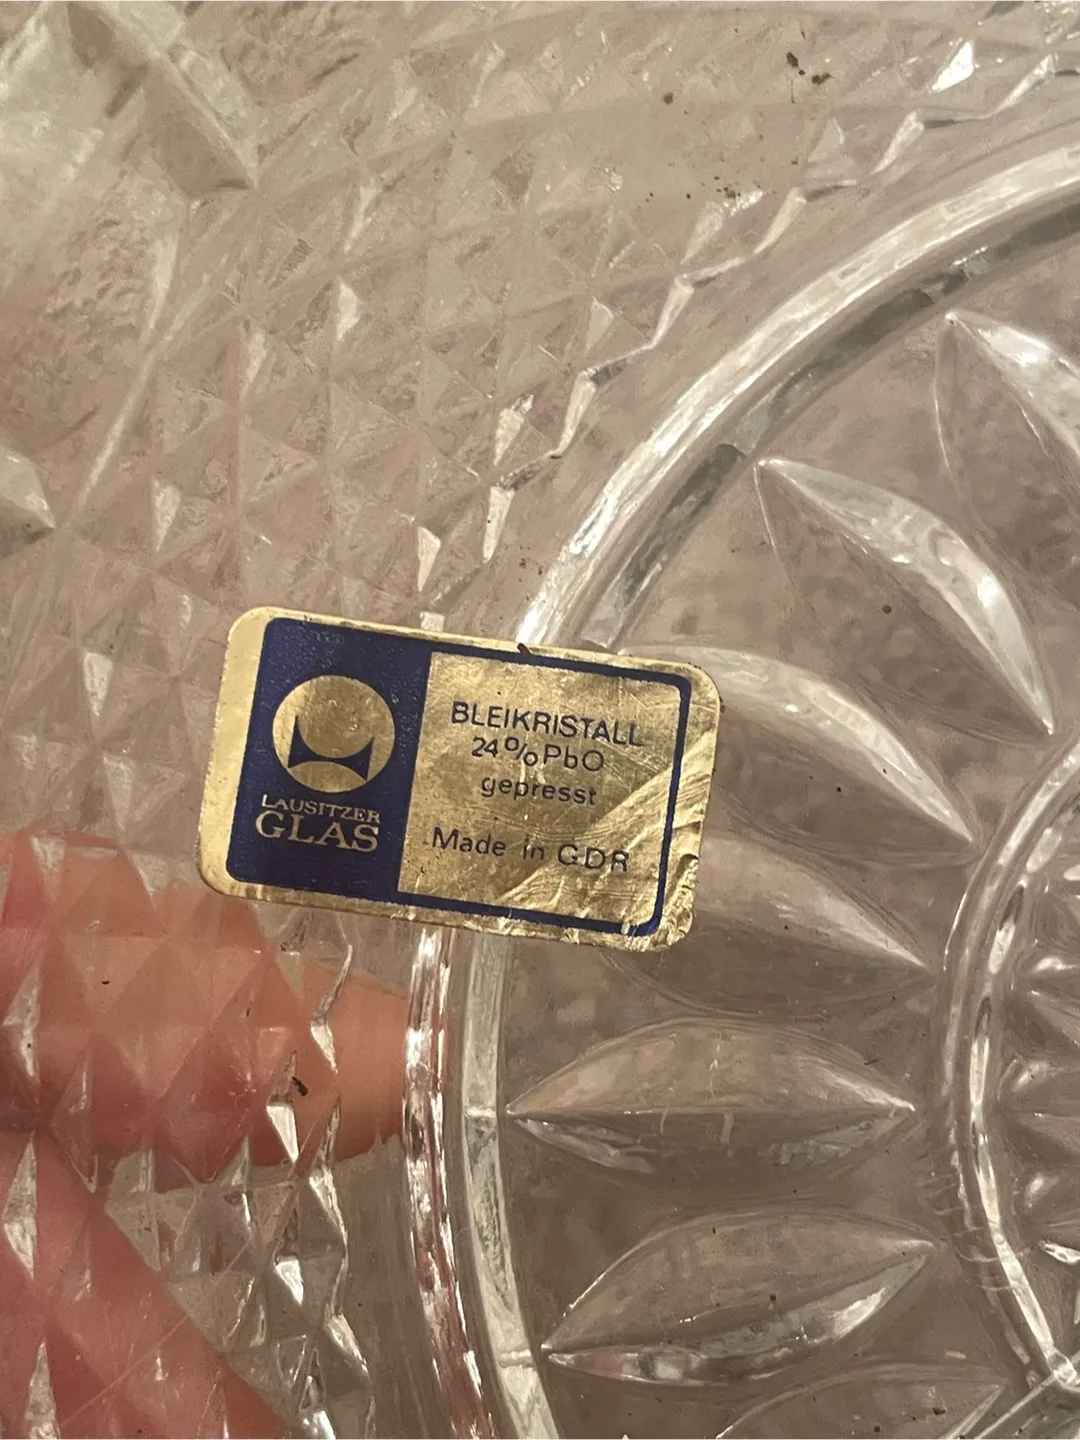 LAUSITZER
GLAS
BLEIKRISTALL
24% PbO
gepresst
Made in GDR